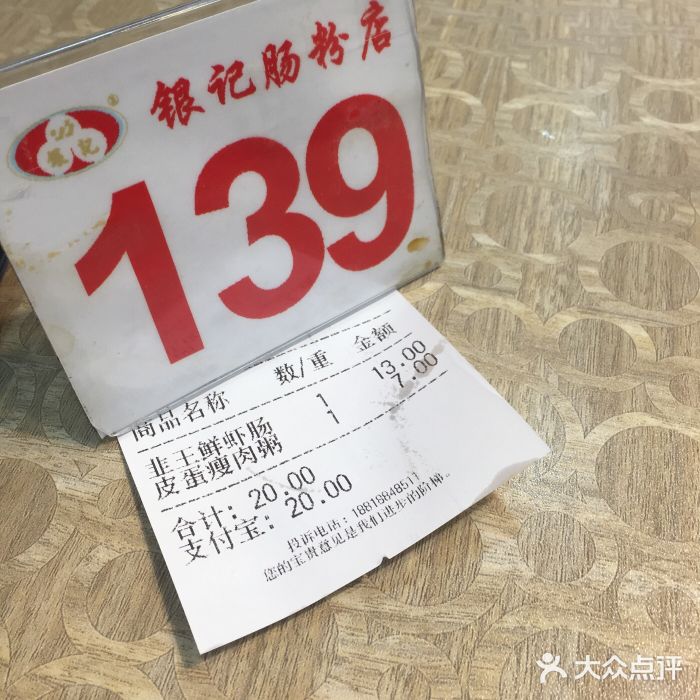 银记肠粉店
银记
®
139
商品名称 数/重 金额
韭王鲜虾肠 1 13.00
皮蛋瘦肉粥 1 7.00
合计：20.00
支付宝：20.00
投诉电话：18818848511
您的宝贵意见是我们进步的阶梯。
大众点评